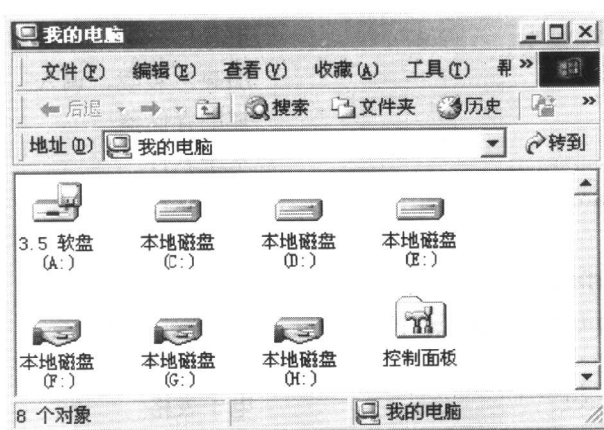 我的电脑
文件(F) 编辑(E) 查看(V) 收藏(A) 工具(T) 帮 »
后退 搜索 文件夹 历史 »
地址(D) 我的电脑 转到
3.5 软盘 本地磁盘 本地磁盘 本地磁盘
(A:) (C:) (D:) (E:)
本地磁盘 本地磁盘 本地磁盘 控制面板
(F:) (G:) (H:)
8 个对象 我的电脑